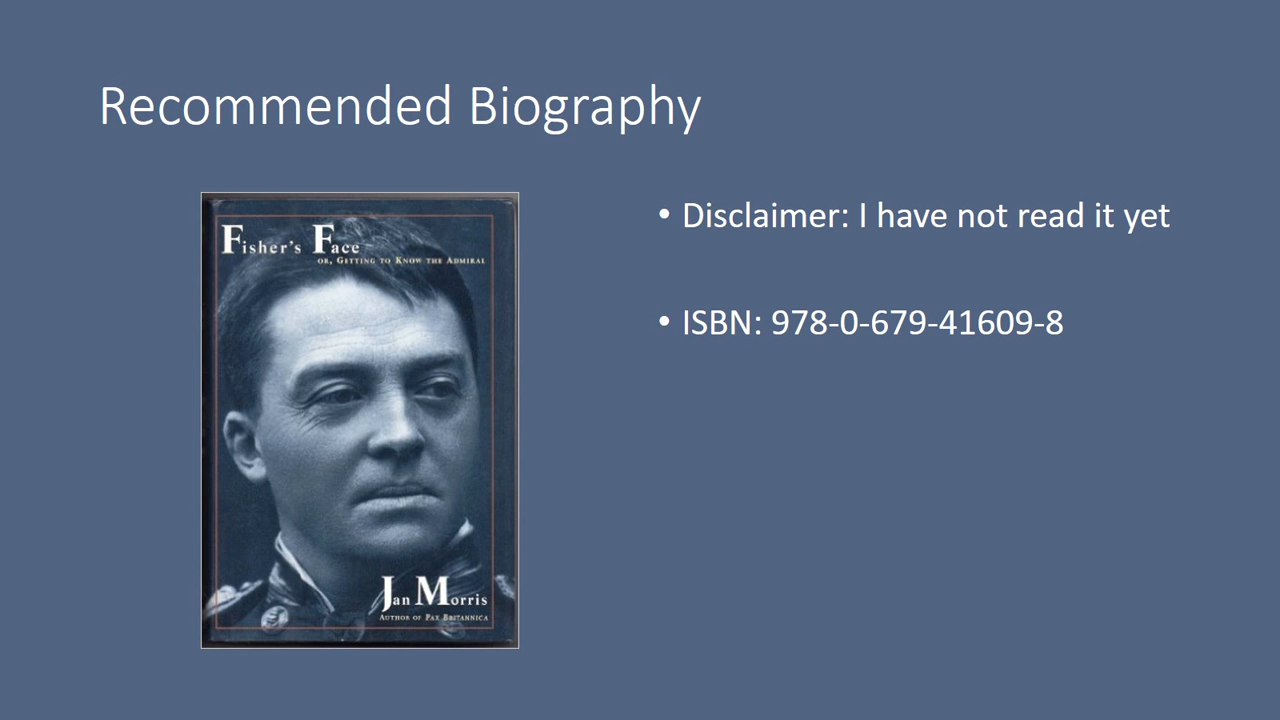 Recommended Biography
Fisher's Face
or, Getting to Know the Admiral
Jan Morris
Author of Pax Britannica
• Disclaimer: I have not read it yet
• ISBN: 978-0-679-41609-8